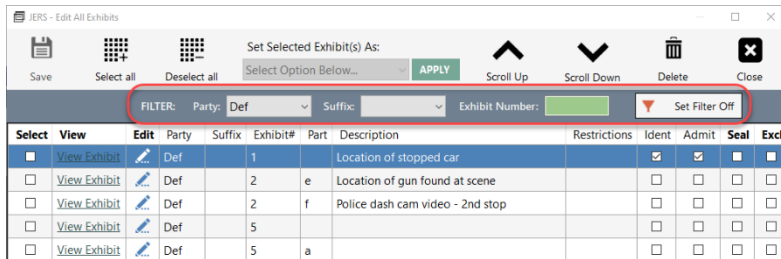 JERS - Edit All Exhibits
Save
Select all
Deselect all
Set Selected Exhibit(s) As:
Select Option Below...
APPLY
Scroll Up
Scroll Down
Delete
Close
FILTER: Party: Def Suffix: Exhibit Number: Set Filter Off
Select View Edit Party Suffix Exhibit# Part Description Restrictions Ident Admit Seal Excl
View Exhibit Def 1 Location of stopped car
View Exhibit Def 2 e Location of gun found at scene
View Exhibit Def 2 f Police dash cam video - 2nd stop
View Exhibit Def 5
View Exhibit Def 5 a